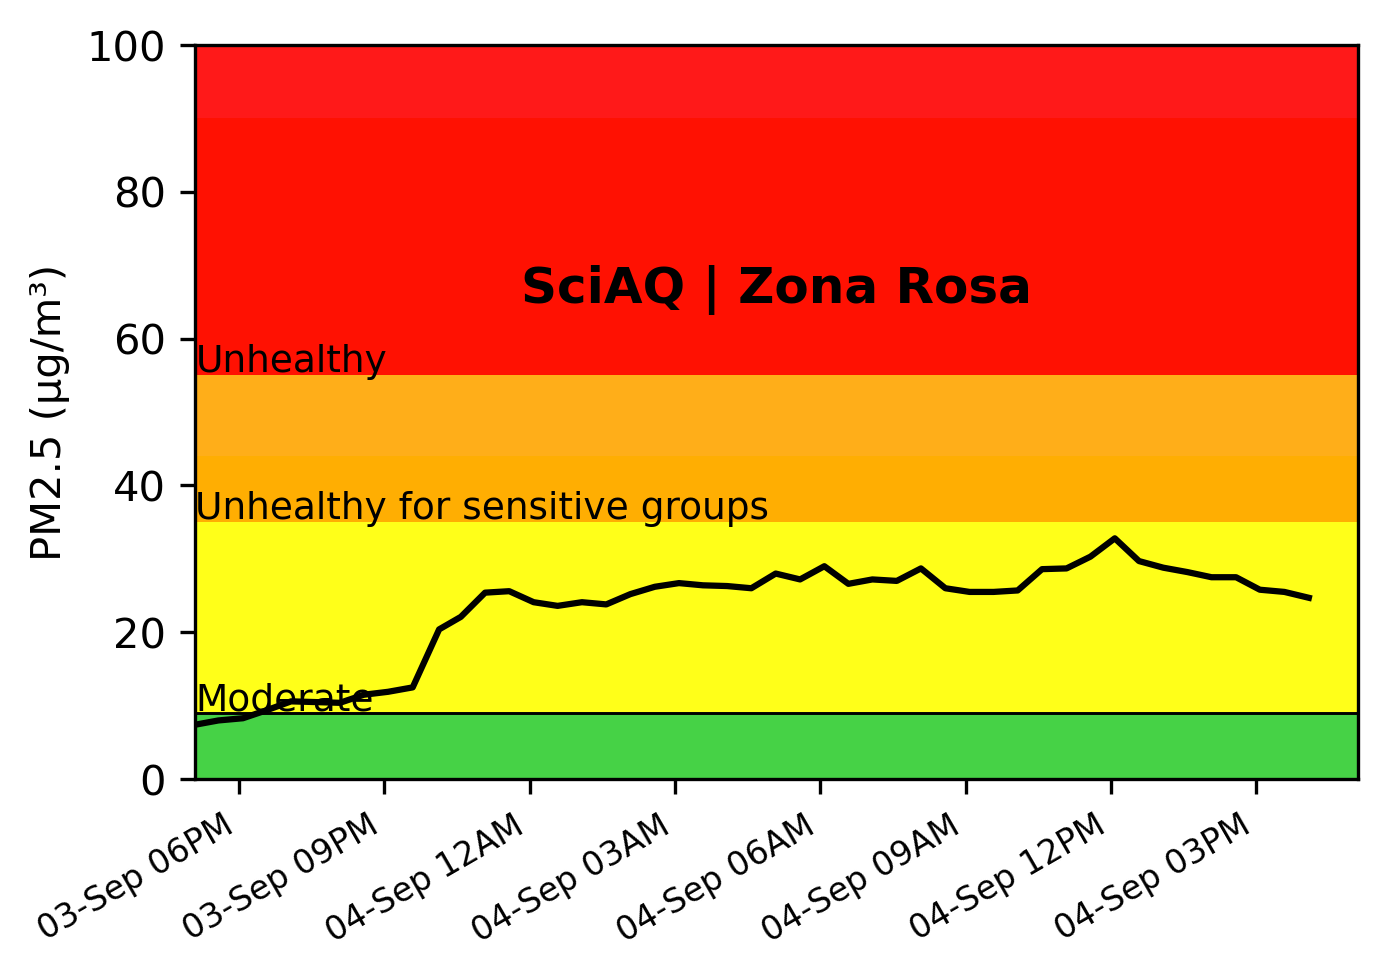 100
80
60
40
20
0
PM2.5 (µg/m³)
SciAQ | Zona Rosa
Unhealthy
Unhealthy for sensitive groups
Moderate
03-Sep 06PM
03-Sep 09PM
04-Sep 12AM
04-Sep 03AM
04-Sep 06AM
04-Sep 09AM
04-Sep 12PM
04-Sep 03PM